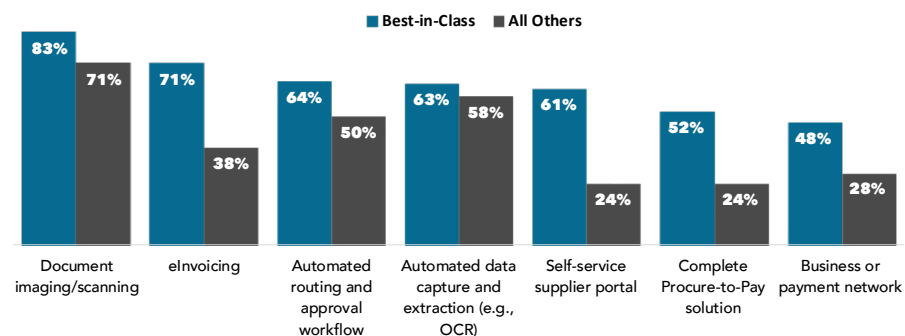 Best-in-Class All Others
83%
71%
71%
38%
64%
50%
63%
58%
61%
24%
52%
24%
48%
28%
Document
imaging/scanning
eInvoicing
Automated
routing and
approval
workflow
Automated data
capture and
extraction (e.g.,
OCR)
Self-service
supplier portal
Complete
Procure-to-Pay
solution
Business or
payment network